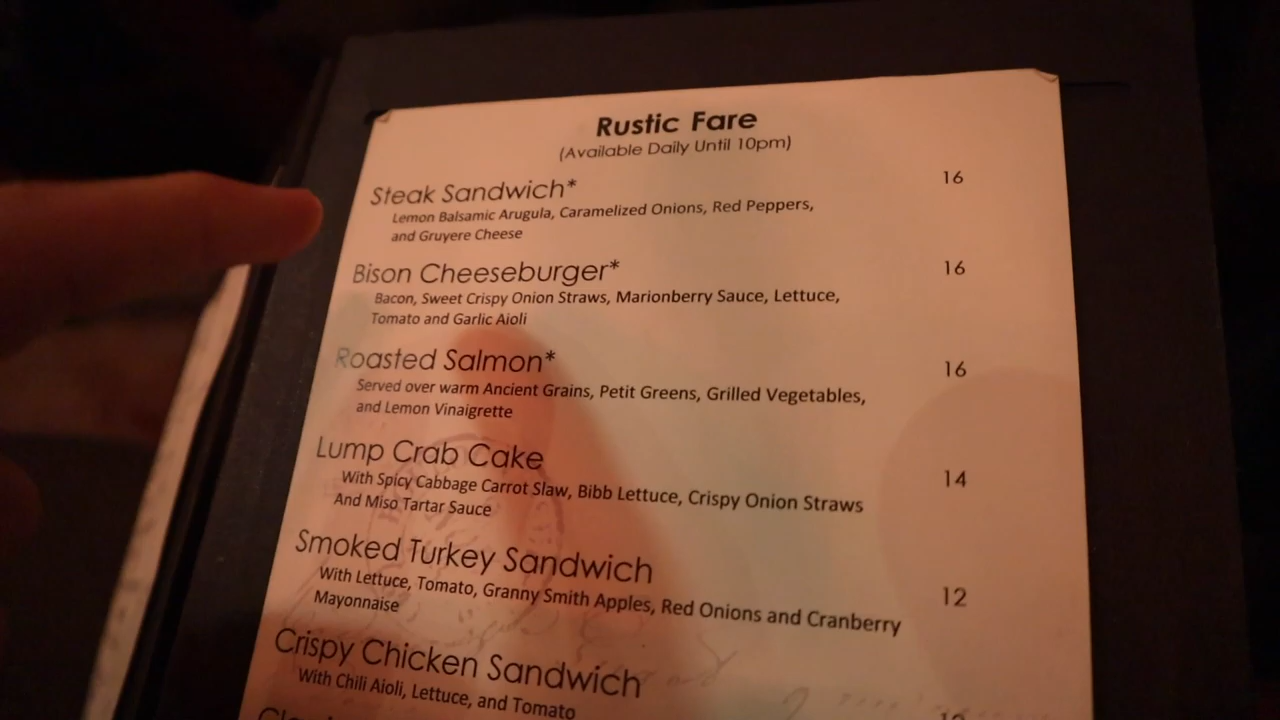 Rustic Fare
(Available Daily Until 10pm)
Steak Sandwich* 16
Lemon Balsamic Arugula, Caramelized Onions, Red Peppers,
and Gruyere Cheese
Bison Cheeseburger* 16
Bacon, Sweet Crispy Onion Straws, Marionberry Sauce, Lettuce,
Tomato and Garlic Aioli
Roasted Salmon* 16
Served over warm Ancient Grains, Petit Greens, Grilled Vegetables,
and Lemon Vinaigrette
Lump Crab Cake 14
With Spicy Cabbage Carrot Slaw, Bibb Lettuce, Crispy Onion Straws
And Miso Tartar Sauce
Smoked Turkey Sandwich 12
With Lettuce, Tomato, Granny Smith Apples, Red Onions and Cranberry
Mayonnaise
Crispy Chicken Sandwich
With Chili Aioli, Lettuce, and Tomato